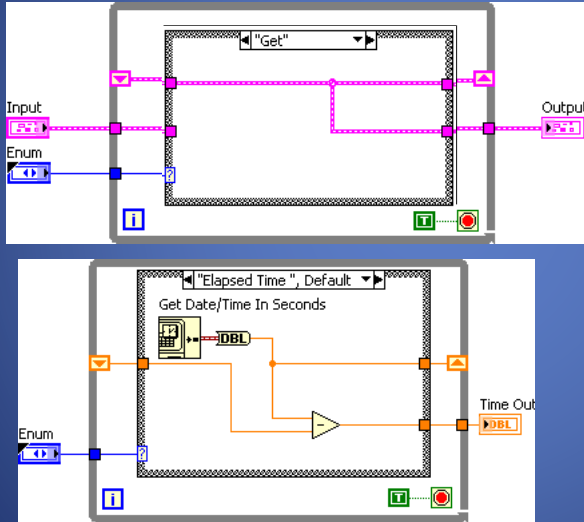 "Get"
Input
Output
Enum
?
i
T
"Elapsed Time ", Default
Get Date/Time In Seconds
DBL
Time Out
DBL
Enum
?
i
T